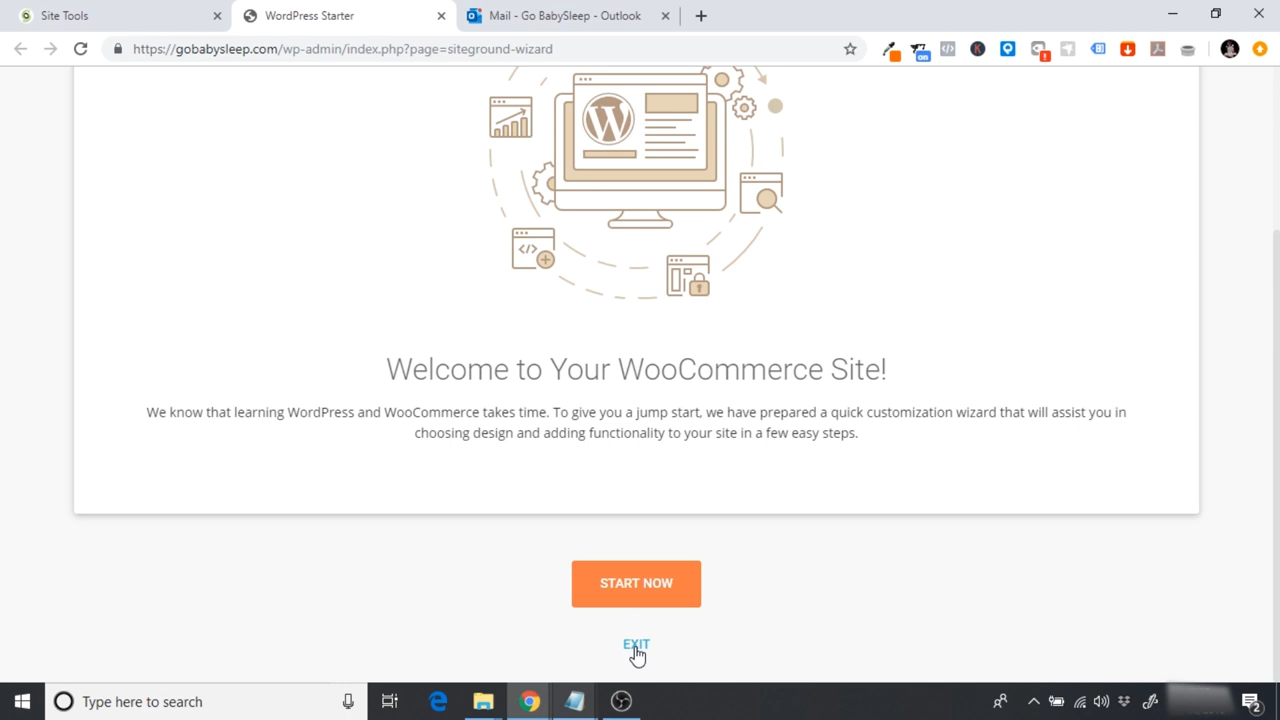 Site Tools
WordPress Starter
Mail - Go BabySleep - Outlook
https://gobabysleep.com/wp-admin/index.php?page=siteground-wizard
on
Welcome to Your WooCommerce Site!
We know that learning WordPress and WooCommerce takes time. To give you a jump start, we have prepared a quick customization wizard that will assist you in
choosing design and adding functionality to your site in a few easy steps.
START NOW
EXIT
Type here to search
2